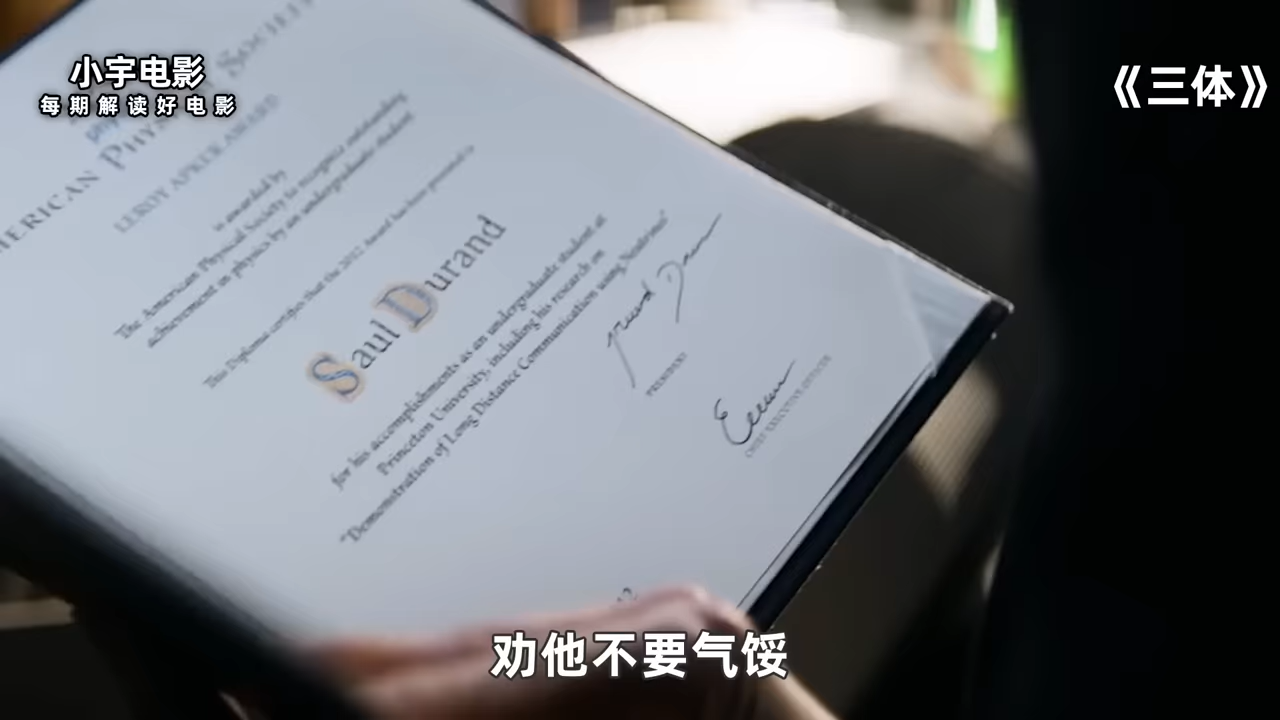 小宇电影
每期解读好电影
《三体》
AMERICAN PHYSICAL SOCIETY
LEROY APKER AWARD
is awarded by
The American Physical Society to recognize outstanding
achievement in physics by an undergraduate student
This Diploma certifies that the 2012 Award has been presented to
Saul Durand
for his accomplishments as an undergraduate student at
Princeton University, including his research on
"Demonstration of Long Distance Communication using Neutrinos"
PRESIDENT
CHIEF EXECUTIVE OFFICER
劝他不要气馁